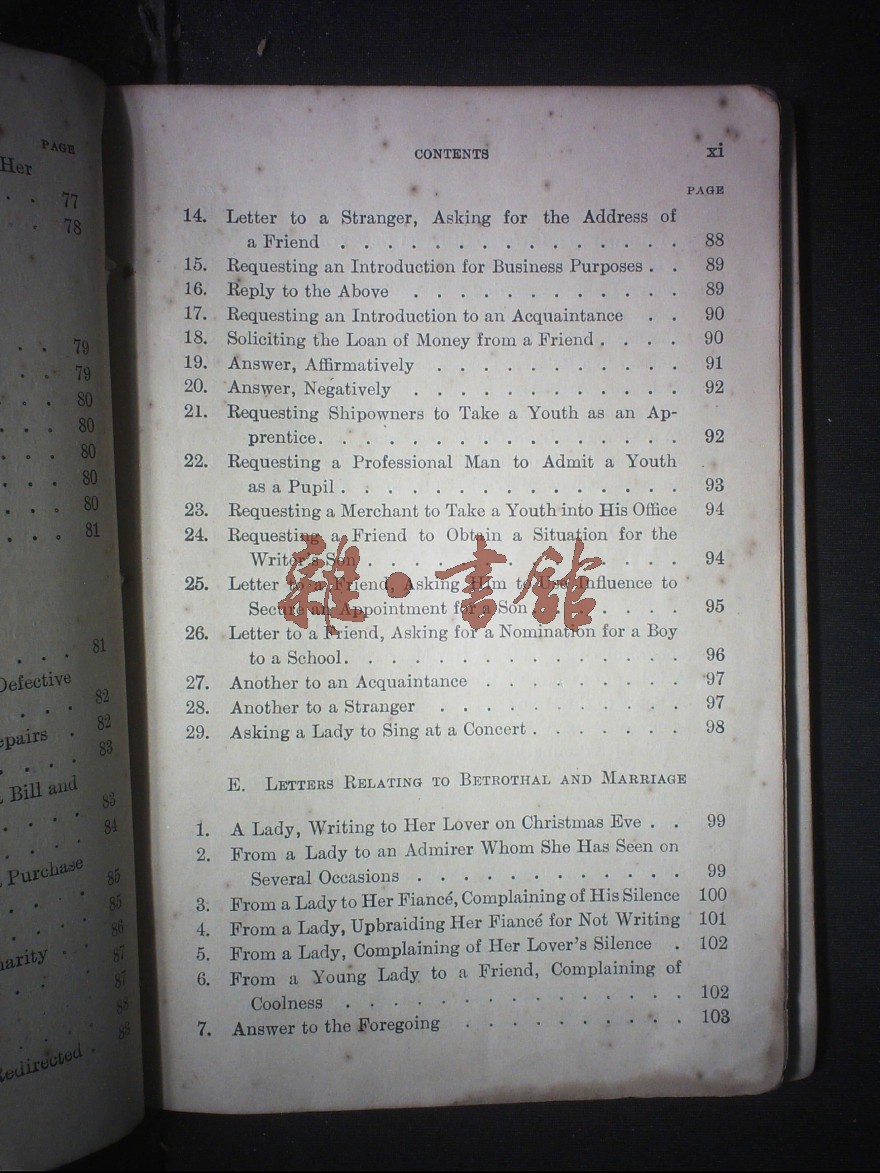 PAGE
Her
77
78
79
79
80
80
80
80
80
81
81
Defective
82
epairs
82
83
Bill and
83
84
Purchase
85
85
86
arity
87
87
88
88
Redirected
CONTENTS xi
PAGE
14. Letter to a Stranger, Asking for the Address of
a Friend . . . . . . . . . . . . . . . 88
15. Requesting an Introduction for Business Purposes . . 89
16. Reply to the Above . . . . . . . . . . . . 89
17. Requesting an Introduction to an Acquaintance . . 90
18. Soliciting the Loan of Money from a Friend . . . . 90
19. Answer, Affirmatively . . . . . . . . . . . 91
20. Answer, Negatively . . . . . . . . . . . . 92
21. Requesting Shipowners to Take a Youth as an Ap-
prentice. . . . . . . . . . . . . . . . 92
22. Requesting a Professional Man to Admit a Youth
as a Pupil . . . . . . . . . . . . . . . 93
23. Requesting a Merchant to Take a Youth into His Office 94
24. Requesting a Friend to Obtain a Situation for the
Writer's Son . . . . . . . . . . . . . . 94
25. Letter to a Friend, Asking Him to Use Influence to
Secure an Appointment for a Son . . . . . . . 95
26. Letter to a Friend, Asking for a Nomination for a Boy
to a School. . . . . . . . . . . . . . . 96
27. Another to an Acquaintance . . . . . . . . . 97
28. Another to a Stranger . . . . . . . . . . . 97
29. Asking a Lady to Sing at a Concert . . . . . . . 98
雜·書館
E. Letters Relating to Betrothal and Marriage
1. A Lady, Writing to Her Lover on Christmas Eve . . 99
2. From a Lady to an Admirer Whom She Has Seen on
Several Occasions . . . . . . . . . . . . 99
3. From a Lady to Her Fiancé, Complaining of His Silence 100
4. From a Lady, Upbraiding Her Fiancé for Not Writing 101
5. From a Lady, Complaining of Her Lover's Silence . 102
6. From a Young Lady to a Friend, Complaining of
Coolness . . . . . . . . . . . . . . . 102
7. Answer to the Foregoing . . . . . . . . . . 103